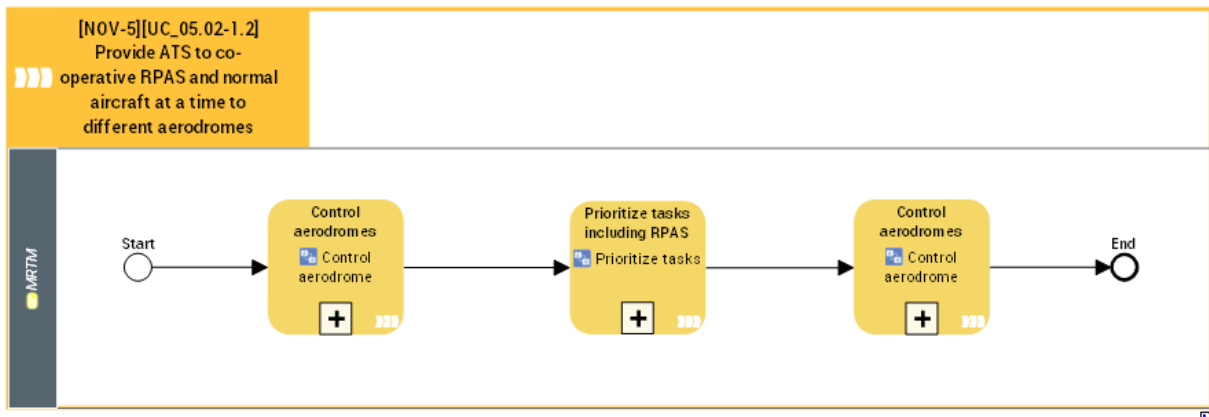 [NOV-5][UC_05.02-1.2]
Provide ATS to co-
operative RPAS and normal
aircraft at a time to
different aerodromes
MRTM
Start
Control
aerodromes
Control
aerodrome
Prioritize tasks
including RPAS
Prioritize tasks
Control
aerodromes
Control
aerodrome
End